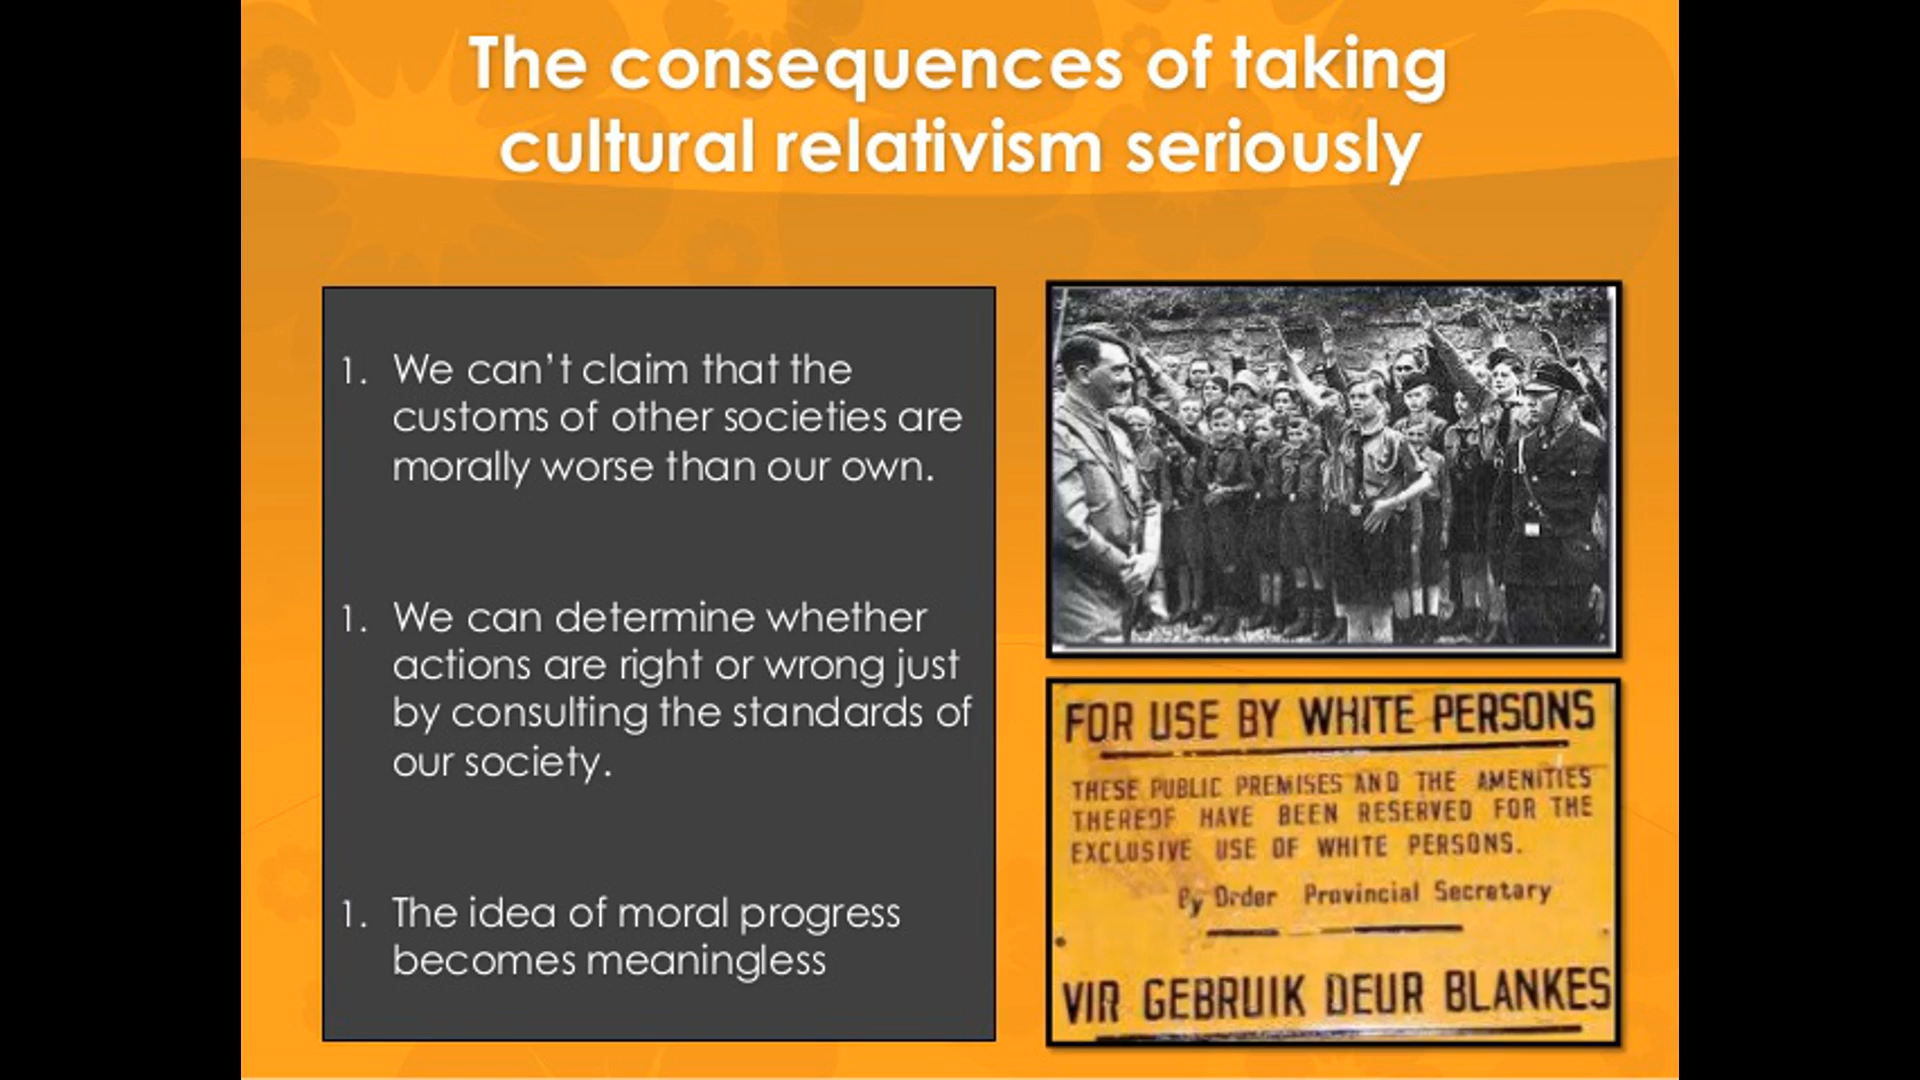 The consequences of taking
cultural relativism seriously
1. We can’t claim that the
customs of other societies are
morally worse than our own.
1. We can determine whether
actions are right or wrong just
by consulting the standards of
our society.
1. The idea of moral progress
becomes meaningless
FOR USE BY WHITE PERSONS
THESE PUBLIC PREMISES AND THE AMENITIES
THEREOF HAVE BEEN RESERVED FOR THE
EXCLUSIVE USE OF WHITE PERSONS.
By Order Provincial Secretary
VIR GEBRUIK DEUR BLANKES